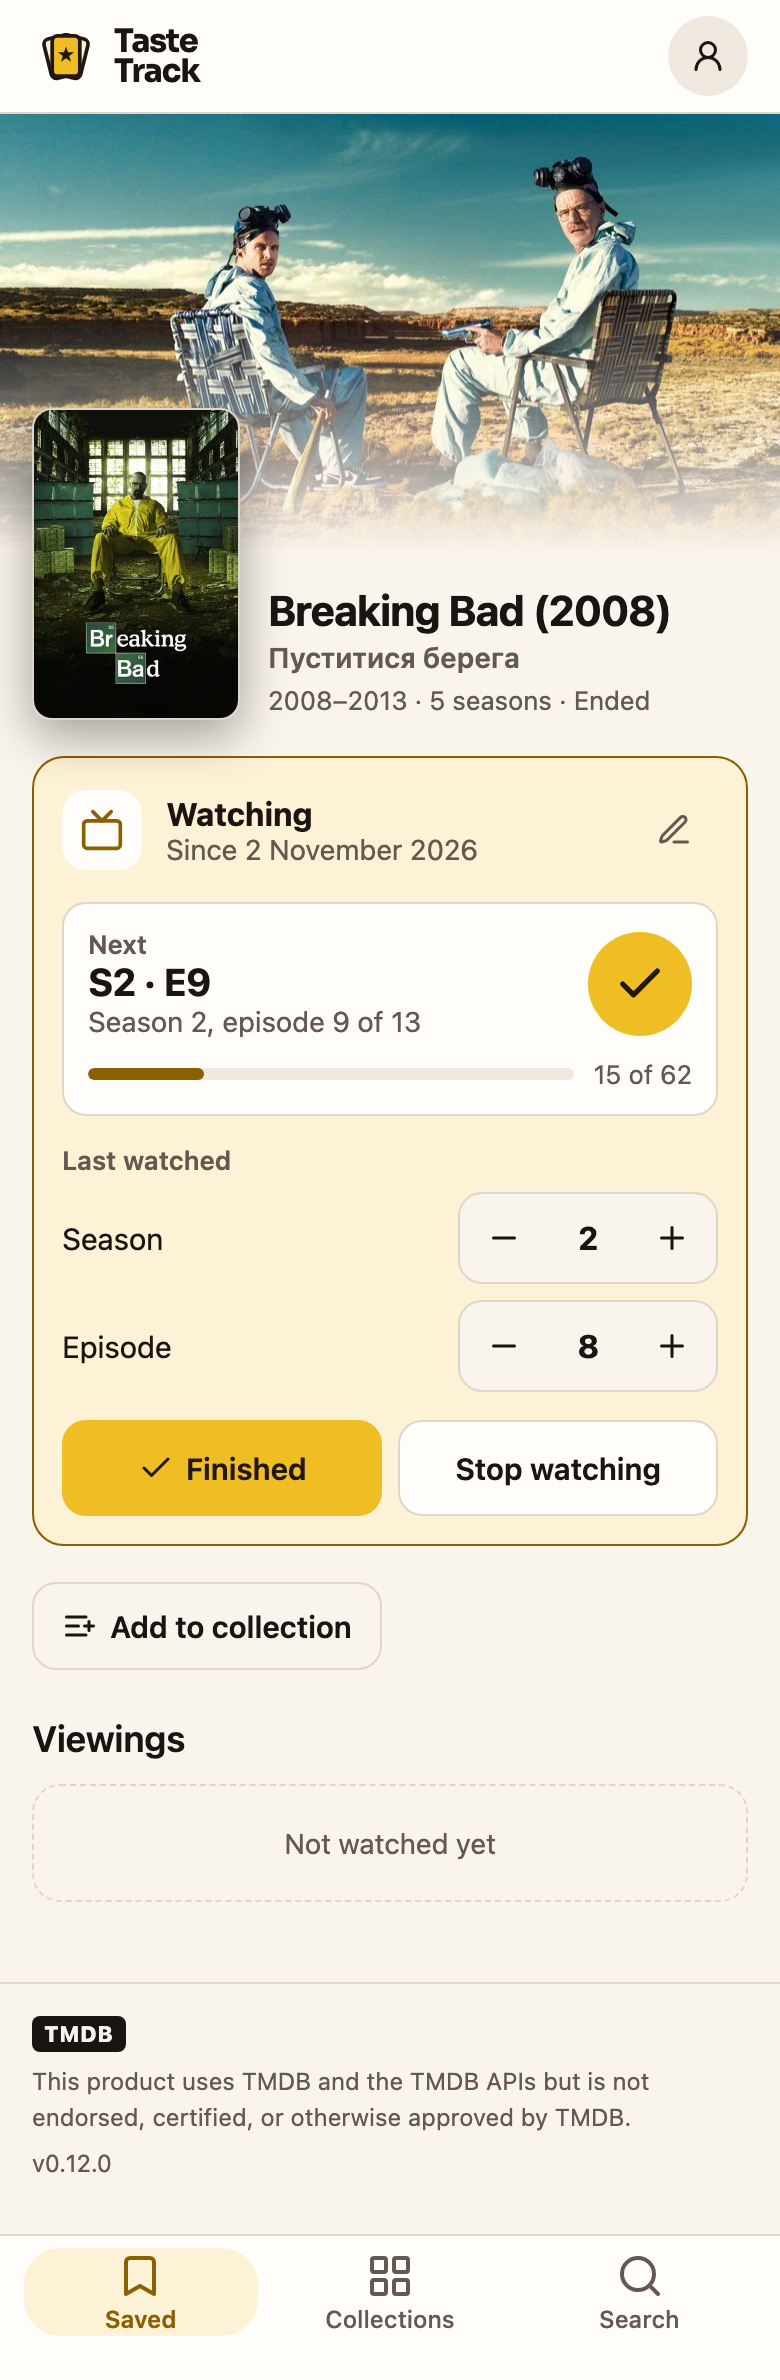 Taste
Track
Breaking
Bad
Breaking Bad (2008)
Пуститися берега
2008–2013 · 5 seasons · Ended
Watching
Since 2 November 2026
Next
S2 · E9
Season 2, episode 9 of 13
15 of 62
Last watched
Season
2
Episode
8
Finished
Stop watching
Add to collection
Viewings
Not watched yet
TMDB
This product uses TMDB and the TMDB APIs but is not
endorsed, certified, or otherwise approved by TMDB.
v0.12.0
Saved
Collections
Search